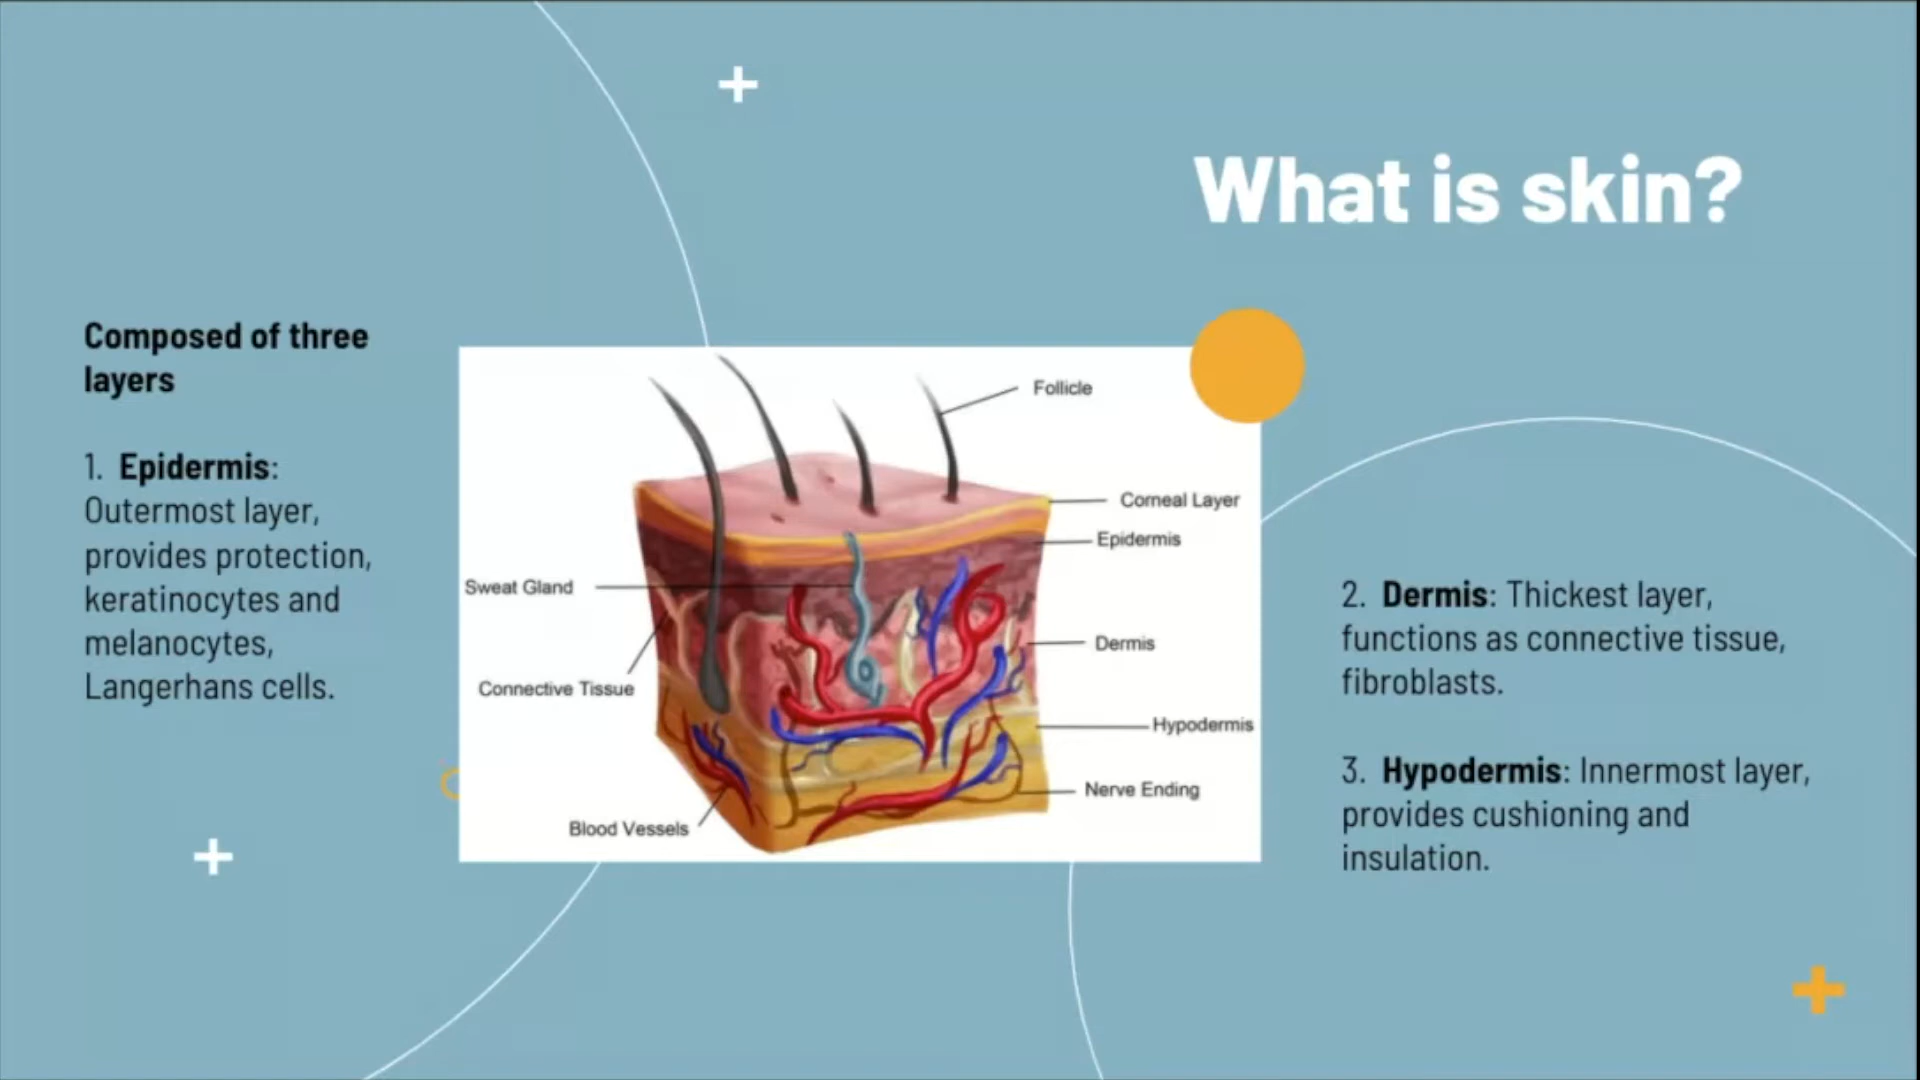 What is skin?
Composed of three
layers
1. Epidermis:
Outermost layer,
provides protection,
keratinocytes and
melanocytes,
Langerhans cells.
Follicle
Corneal Layer
Epidermis
Sweat Gland
Dermis
Connective Tissue
Hypodermis
Nerve Ending
Blood Vessels
2. Dermis: Thickest layer,
functions as connective tissue,
fibroblasts.
3. Hypodermis: Innermost layer,
provides cushioning and
insulation.